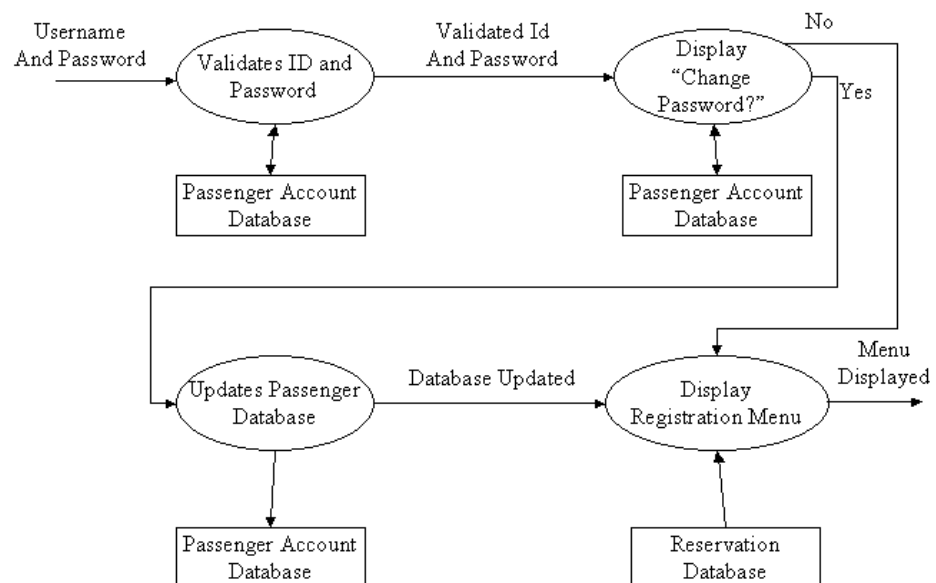 Username
And Password
Validates ID and
Password
Validated Id
And Password
Display
“Change
Password?”
No
Yes
Passenger Account
Database
Passenger Account
Database
Updates Passenger
Database
Database Updated
Display
Registration Menu
Menu
Displayed
Passenger Account
Database
Reservation
Database